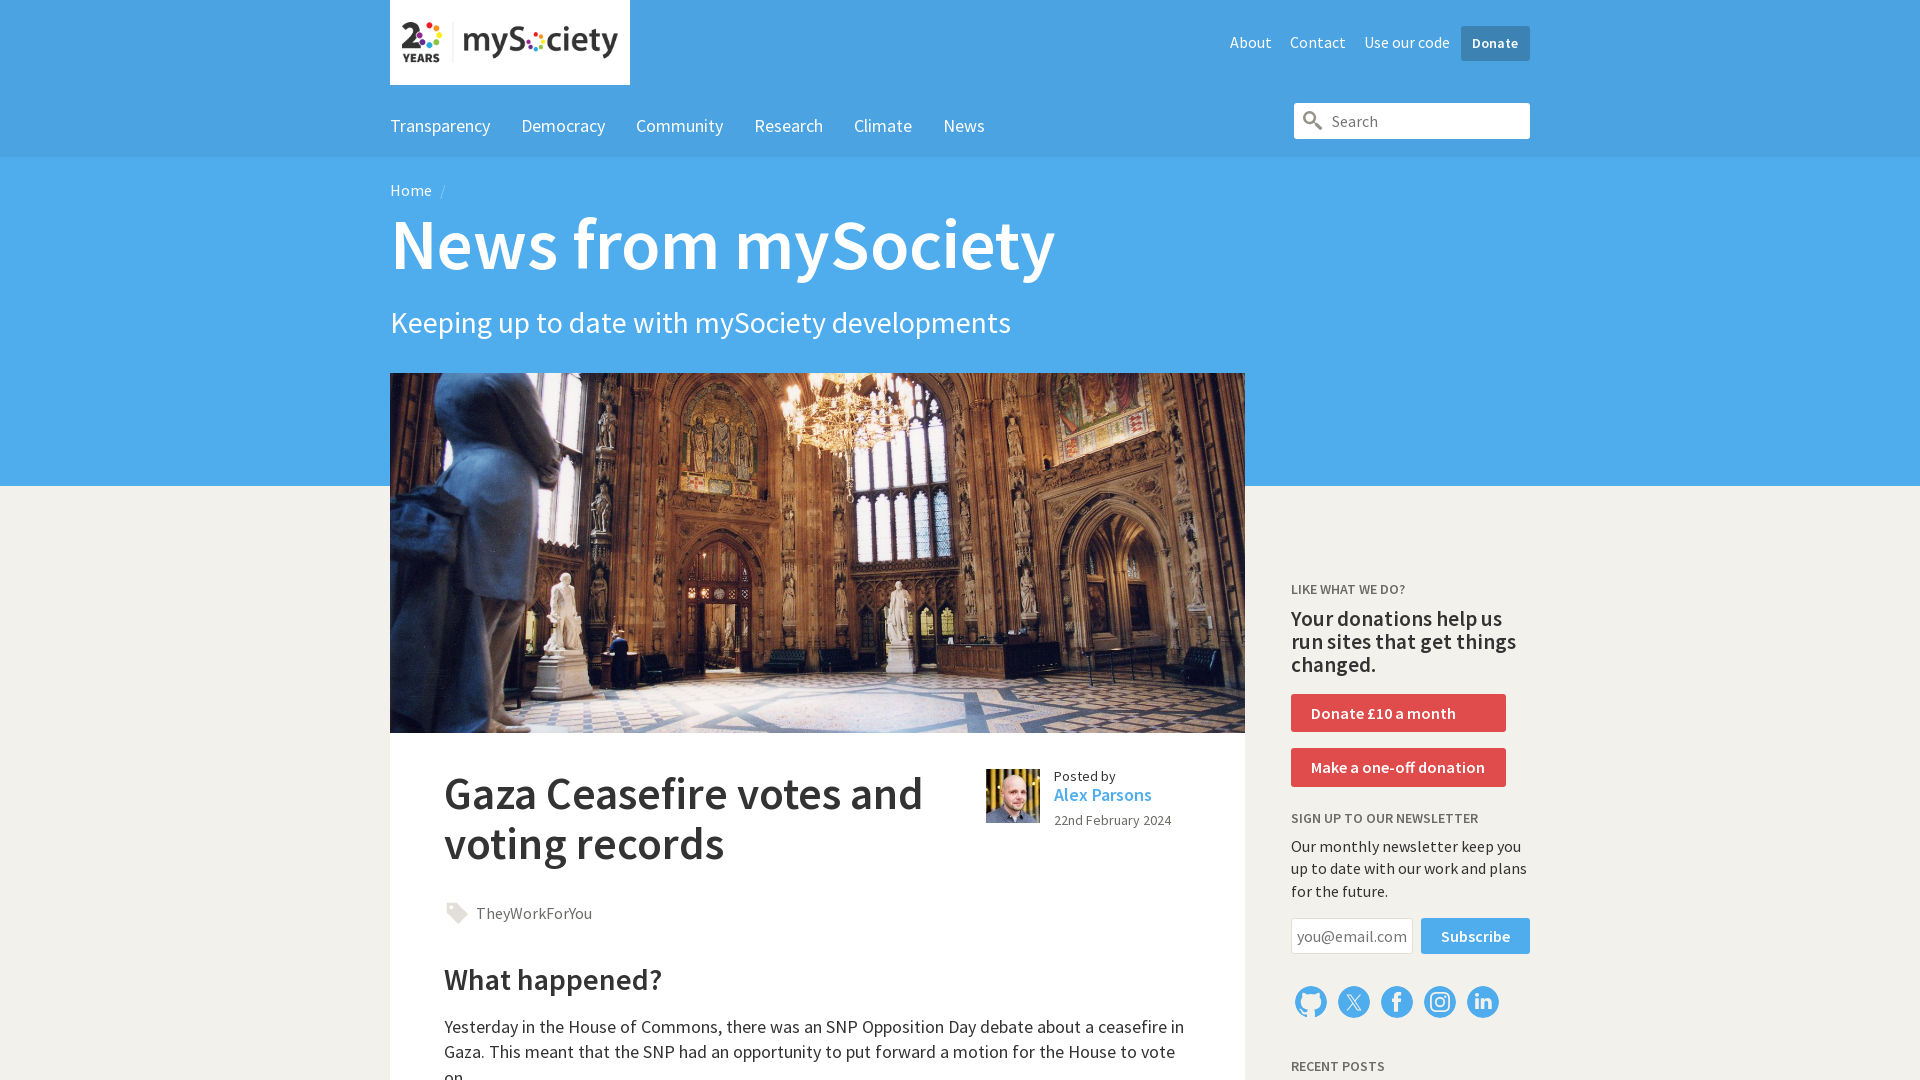 20 YEARS mySociety
About Contact Use our code Donate
Transparency Democracy Community Research Climate News
Search
Home /
News from mySociety
Keeping up to date with mySociety developments
Gaza Ceasefire votes and
voting records
Posted by
Alex Parsons
22nd February 2024
TheyWorkForYou
What happened?
Yesterday in the House of Commons, there was an SNP Opposition Day debate about a ceasefire in
Gaza. This meant that the SNP had an opportunity to put forward a motion for the House to vote
on.
LIKE WHAT WE DO?
Your donations help us
run sites that get things
changed.
Donate £10 a month
Make a one-off donation
SIGN UP TO OUR NEWSLETTER
Our monthly newsletter keep you
up to date with our work and plans
for the future.
you@email.com Subscribe
RECENT POSTS